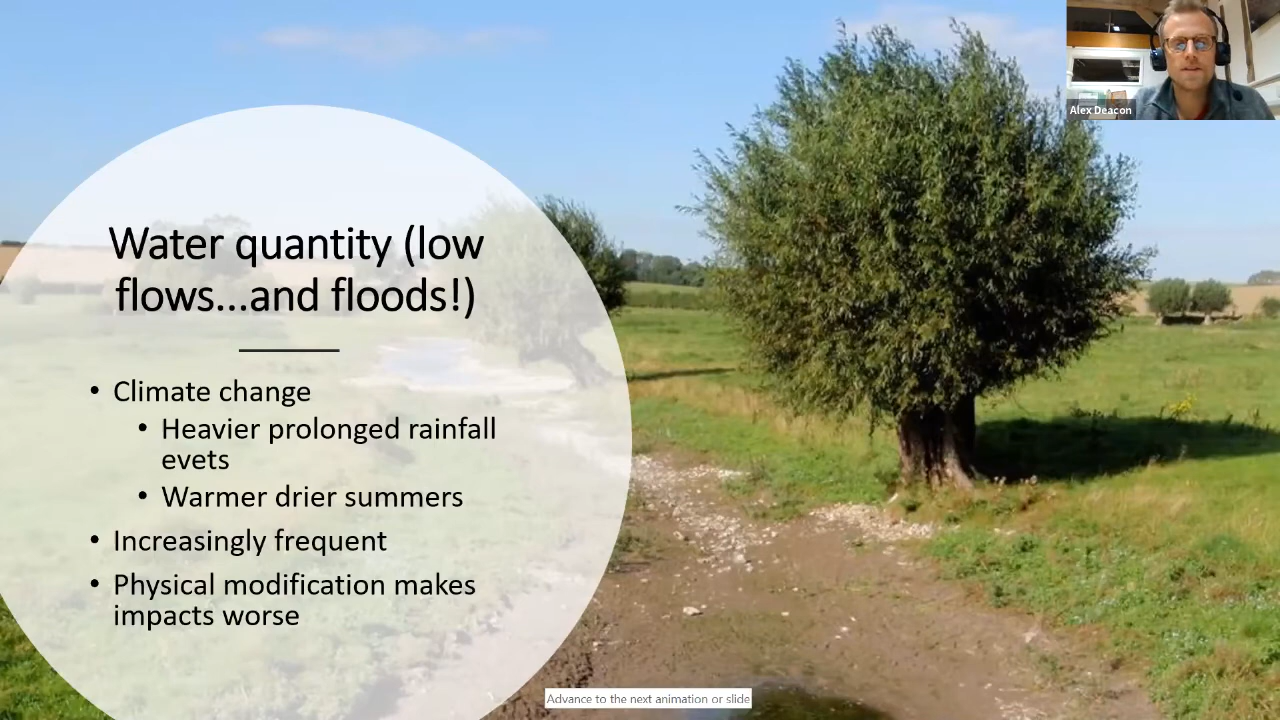 Alex Deacon
Water quantity (low
flows...and floods!)
• Climate change
• Heavier prolonged rainfall
evets
• Warmer drier summers
• Increasingly frequent
• Physical modification makes
impacts worse
Advance to the next animation or slide